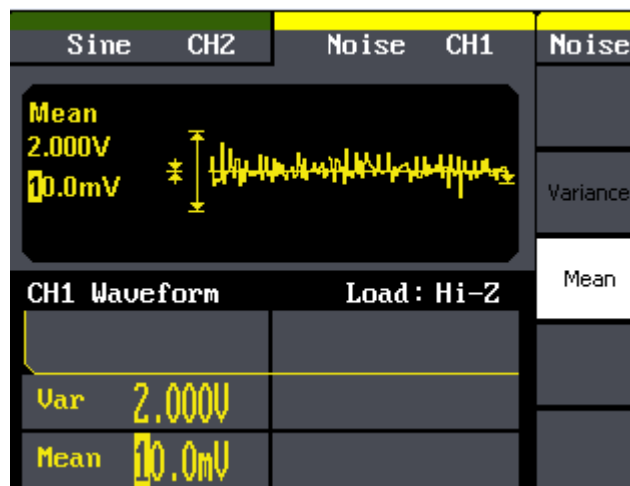 Sine CH2 Noise CH1 Noise
Mean
2.000V
10.0mV
Variance
Mean
CH1 Waveform Load: Hi-Z
Var 2.000V
Mean 10.0mV